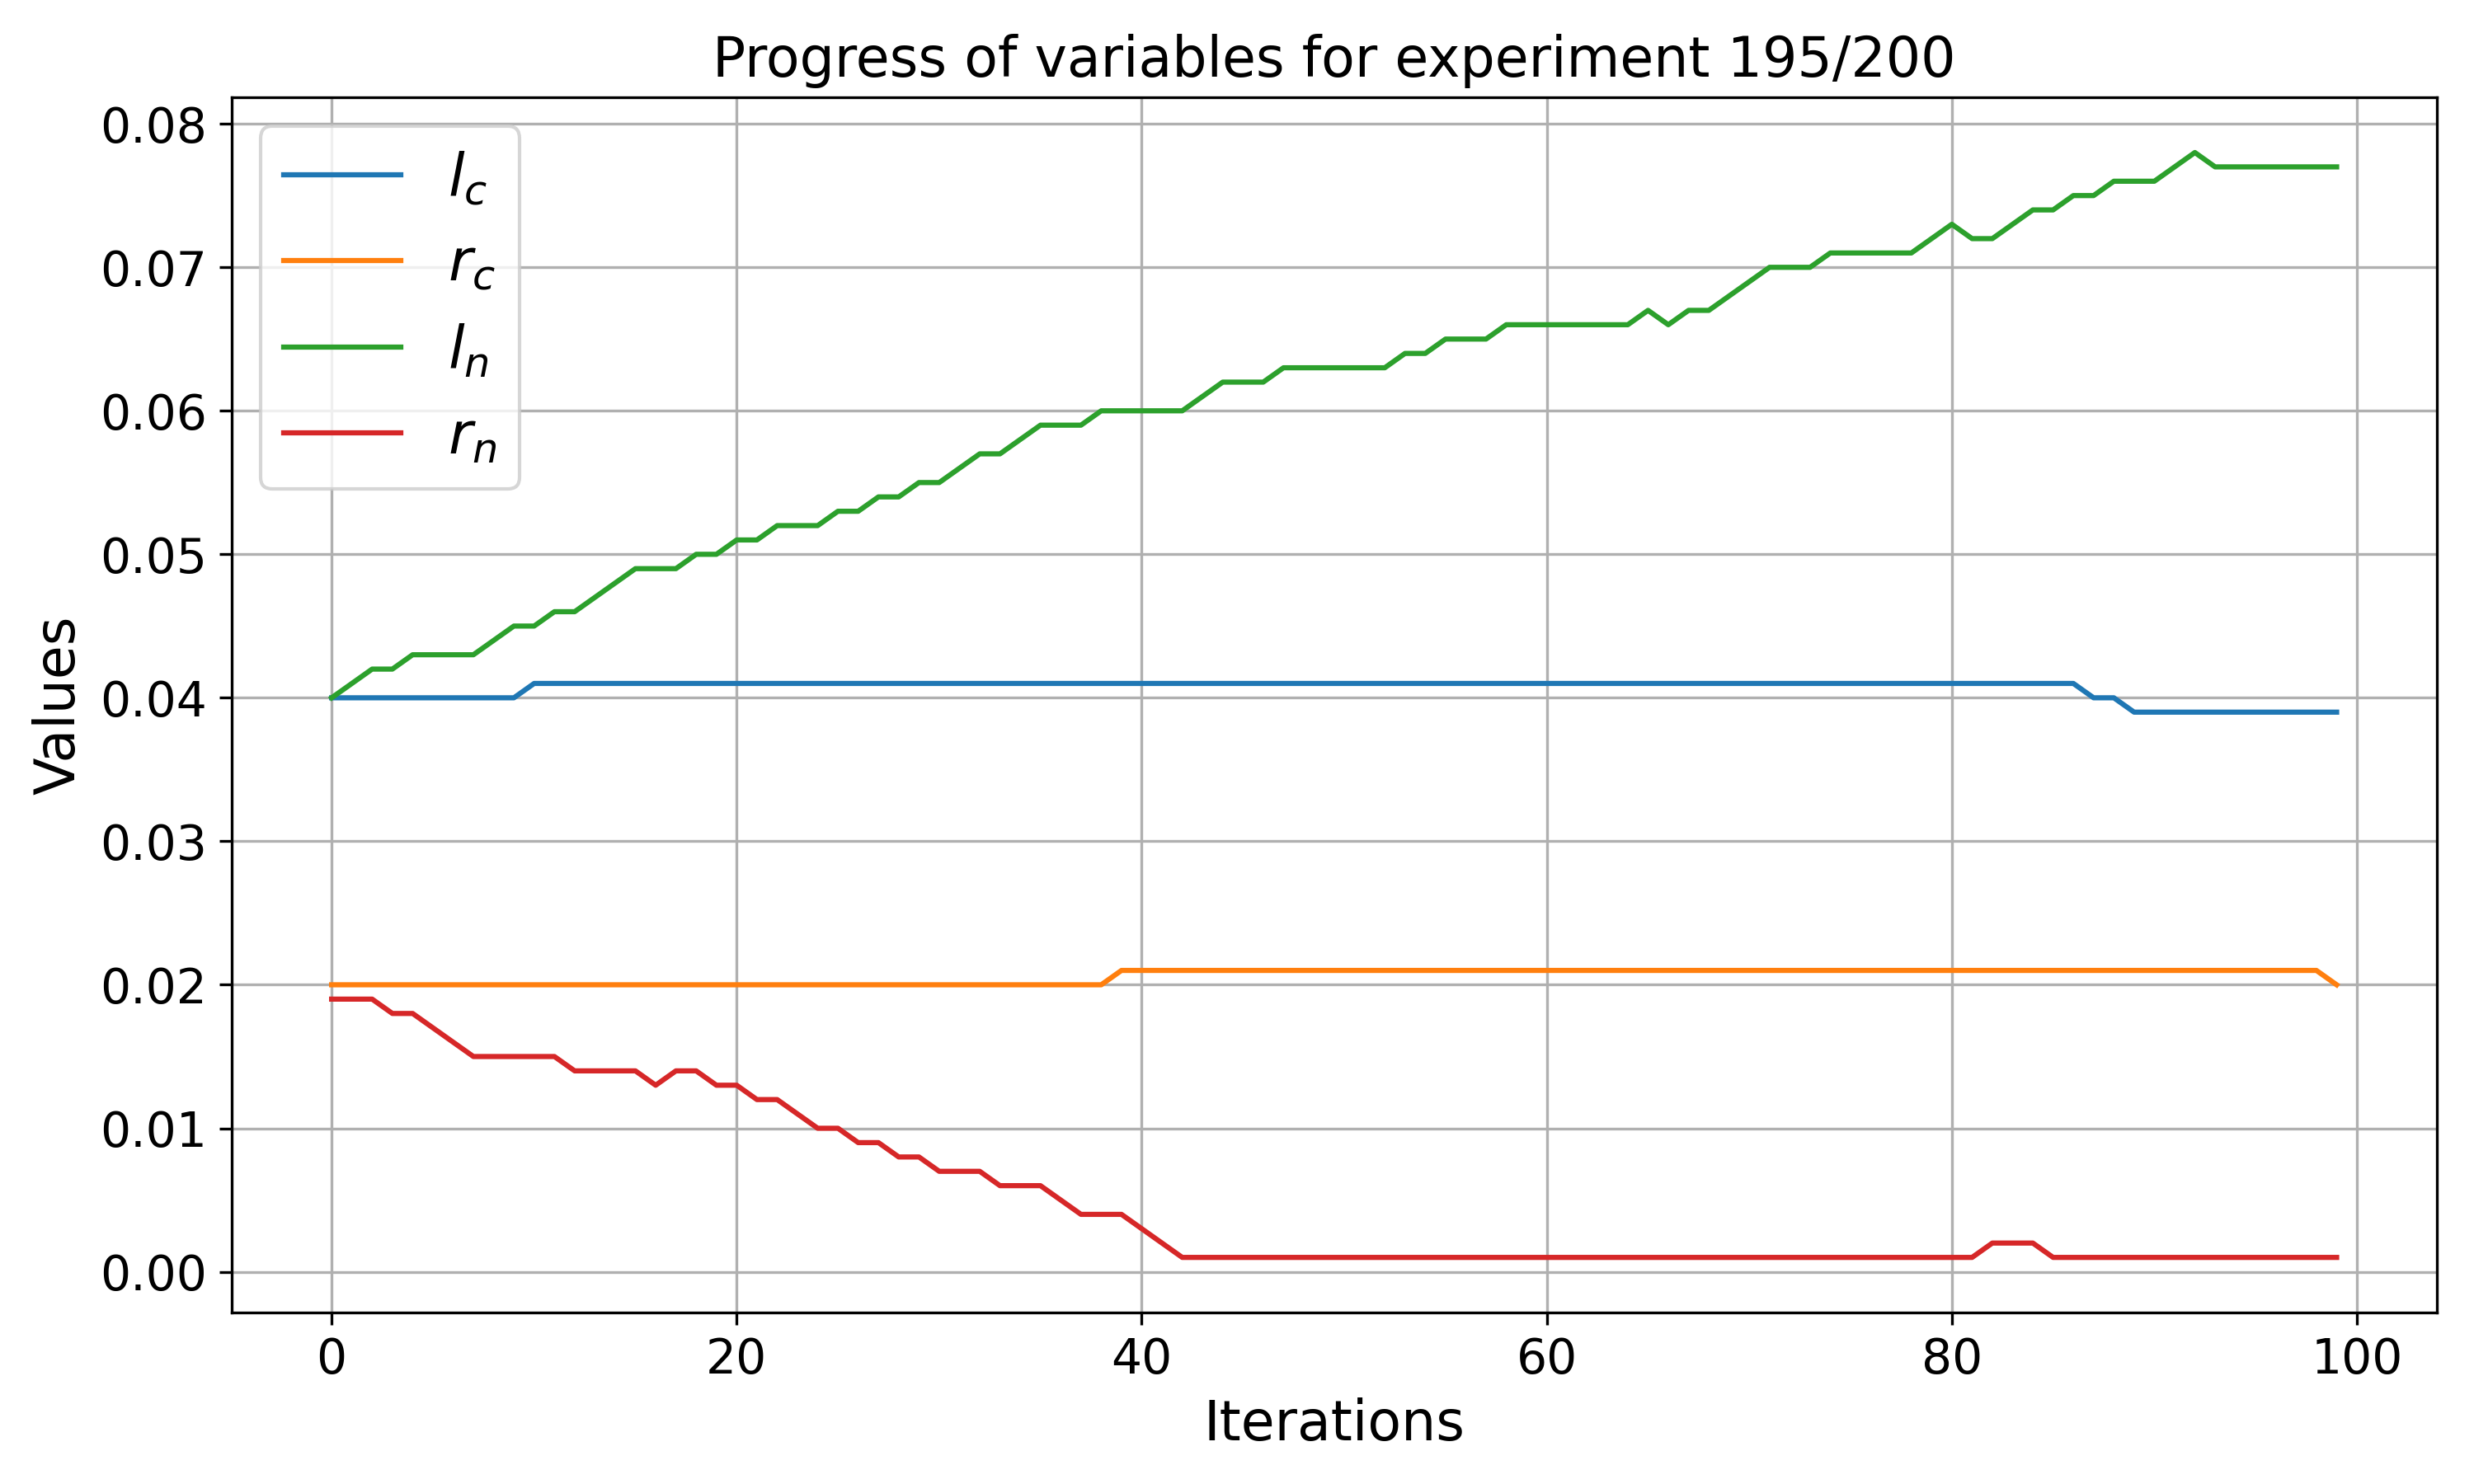 Progress of variables for experiment 195/200
0.08
0.07
0.06
0.05
0.04
0.03
0.02
0.01
0.00
Values
l_c
r_c
l_n
r_n
0 20 40 60 80 100
Iterations